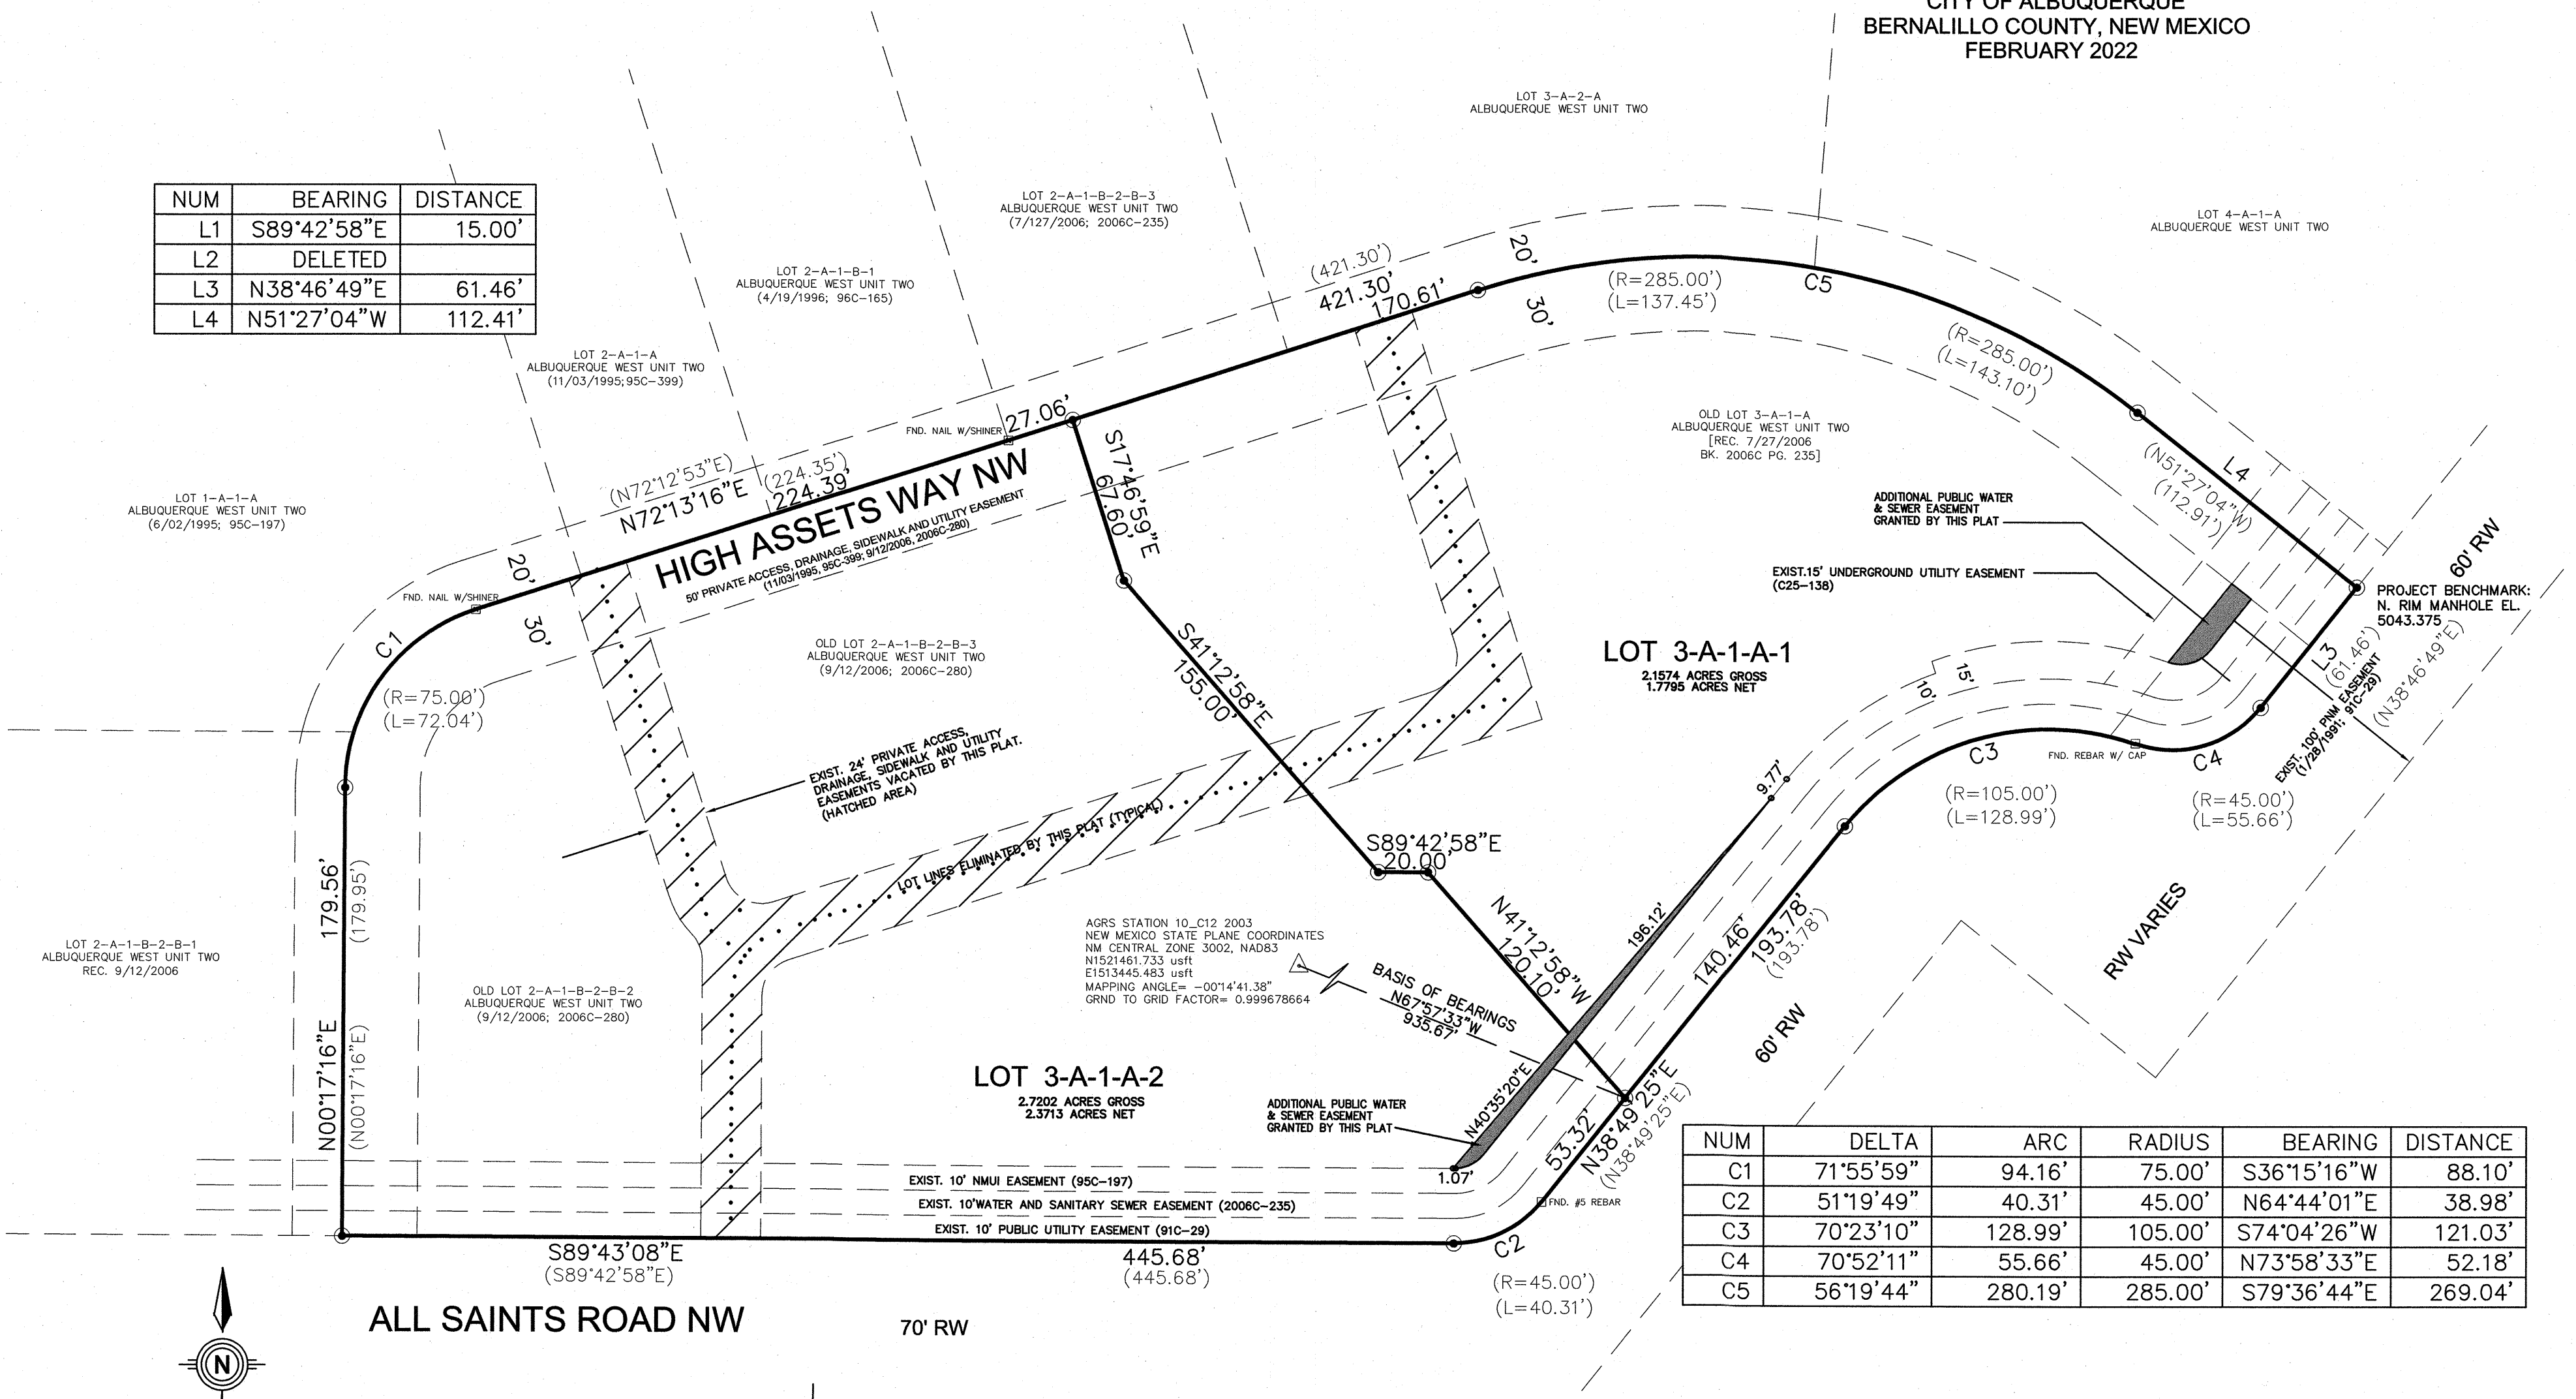 CITY OF ALBUQUERQUE
BERNALILLO COUNTY, NEW MEXICO
FEBRUARY 2022
LOT 3-A-2-A
ALBUQUERQUE WEST UNIT TWO
NUM BEARING DISTANCE
L1 S89°42'58"E 15.00'
L2 DELETED
L3 N38°46'49"E 61.46'
L4 N51°27'04"W 112.41'
LOT 2-A-1-B-2-B-3
ALBUQUERQUE WEST UNIT TWO
(7/127/2006; 2006C-235)
LOT 4-A-1-A
ALBUQUERQUE WEST UNIT TWO
LOT 2-A-1-B-1
ALBUQUERQUE WEST UNIT TWO
(4/19/1996; 96C-165)
(421.30')
421.30'
170.61'
20'
30'
(R=285.00')
(L=137.45')
C5
(R=285.00')
(L=143.10')
LOT 2-A-1-A
ALBUQUERQUE WEST UNIT TWO
(11/03/1995;95C-399)
FND. NAIL W/SHINER
27.06'
(N72°12'53"E)
N72°13'16"E
(224.35')
224.39'
HIGH ASSETS WAY NW
50' PRIVATE ACCESS, DRAINAGE, SIDEWALK AND UTILITY EASEMENT
(11/03/1995, 95C-399; 9/12/2006, 2006C-280)
S17°46'59"E
67.60'
OLD LOT 3-A-1-A
ALBUQUERQUE WEST UNIT TWO
[REC. 7/27/2006
BK. 2006C PG. 235]
L4
(N51°27'04"W)
(112.91')
LOT 1-A-1-A
ALBUQUERQUE WEST UNIT TWO
(6/02/1995; 95C-197)
ADDITIONAL PUBLIC WATER
& SEWER EASEMENT
GRANTED BY THIS PLAT
EXIST.15' UNDERGROUND UTILITY EASEMENT
(C25-138)
60' RW
PROJECT BENCHMARK:
N. RIM MANHOLE EL.
5043.375
20'
FND. NAIL W/SHINER
30'
C1
(R=75.00')
(L=72.04')
OLD LOT 2-A-1-B-2-B-3
ALBUQUERQUE WEST UNIT TWO
(9/12/2006; 2006C-280)
S41°12'58"E
155.00'
LOT 3-A-1-A-1
2.1574 ACRES GROSS
1.7795 ACRES NET
L3
(61.46')
(N38°46'49"E)
EXIST. 100' PNM EASEMENT
(1/28/1991; 91C-29)
15'
10'
C3
FND. REBAR W/ CAP
C4
(R=105.00')
(L=128.99')
(R=45.00')
(L=55.66')
EXIST. 24' PRIVATE ACCESS,
DRAINAGE, SIDEWALK AND UTILITY
EASEMENTS VACATED BY THIS PLAT.
(HATCHED AREA)
LOT LINES ELIMINATED BY THIS PLAT (TYPICAL)
9.77'
179.56'
(179.95')
S89°42'58"E
20.00'
N41°12'58"W
120.10'
196.12'
140.46'
193.78'
(193.78')
RW VARIES
LOT 2-A-1-B-2-B-1
ALBUQUERQUE WEST UNIT TWO
REC. 9/12/2006
AGRS STATION 10_C12 2003
NEW MEXICO STATE PLANE COORDINATES
NM CENTRAL ZONE 3002, NAD83
N1521461.733 usft
E1513445.483 usft
MAPPING ANGLE= -00°14'41.38"
GRND TO GRID FACTOR= 0.999678664
BASIS OF BEARINGS
N67°57'33"W
935.67'
OLD LOT 2-A-1-B-2-B-2
ALBUQUERQUE WEST UNIT TWO
(9/12/2006; 2006C-280)
60' RW
N00°17'16"E
(N00°17'16"E)
LOT 3-A-1-A-2
2.7202 ACRES GROSS
2.3713 ACRES NET
ADDITIONAL PUBLIC WATER
& SEWER EASEMENT
GRANTED BY THIS PLAT
N40°35'20"E
53.32'
N38°49'25"E
(N38°49'25"E)
1.07'
FND. #5 REBAR
EXIST. 10' NMUI EASEMENT (95C-197)
EXIST. 10'WATER AND SANITARY SEWER EASEMENT (2006C-235)
EXIST. 10' PUBLIC UTILITY EASEMENT (91C-29)
S89°43'08"E
(S89°42'58"E)
445.68'
(445.68')
C2
(R=45.00')
(L=40.31')
NUM DELTA ARC RADIUS BEARING DISTANCE
C1 71°55'59" 94.16' 75.00' S36°15'16"W 88.10'
C2 51°19'49" 40.31' 45.00' N64°44'01"E 38.98'
C3 70°23'10" 128.99' 105.00' S74°04'26"W 121.03'
C4 70°52'11" 55.66' 45.00' N73°58'33"E 52.18'
C5 56°19'44" 280.19' 285.00' S79°36'44"E 269.04'
ALL SAINTS ROAD NW
70' RW
N